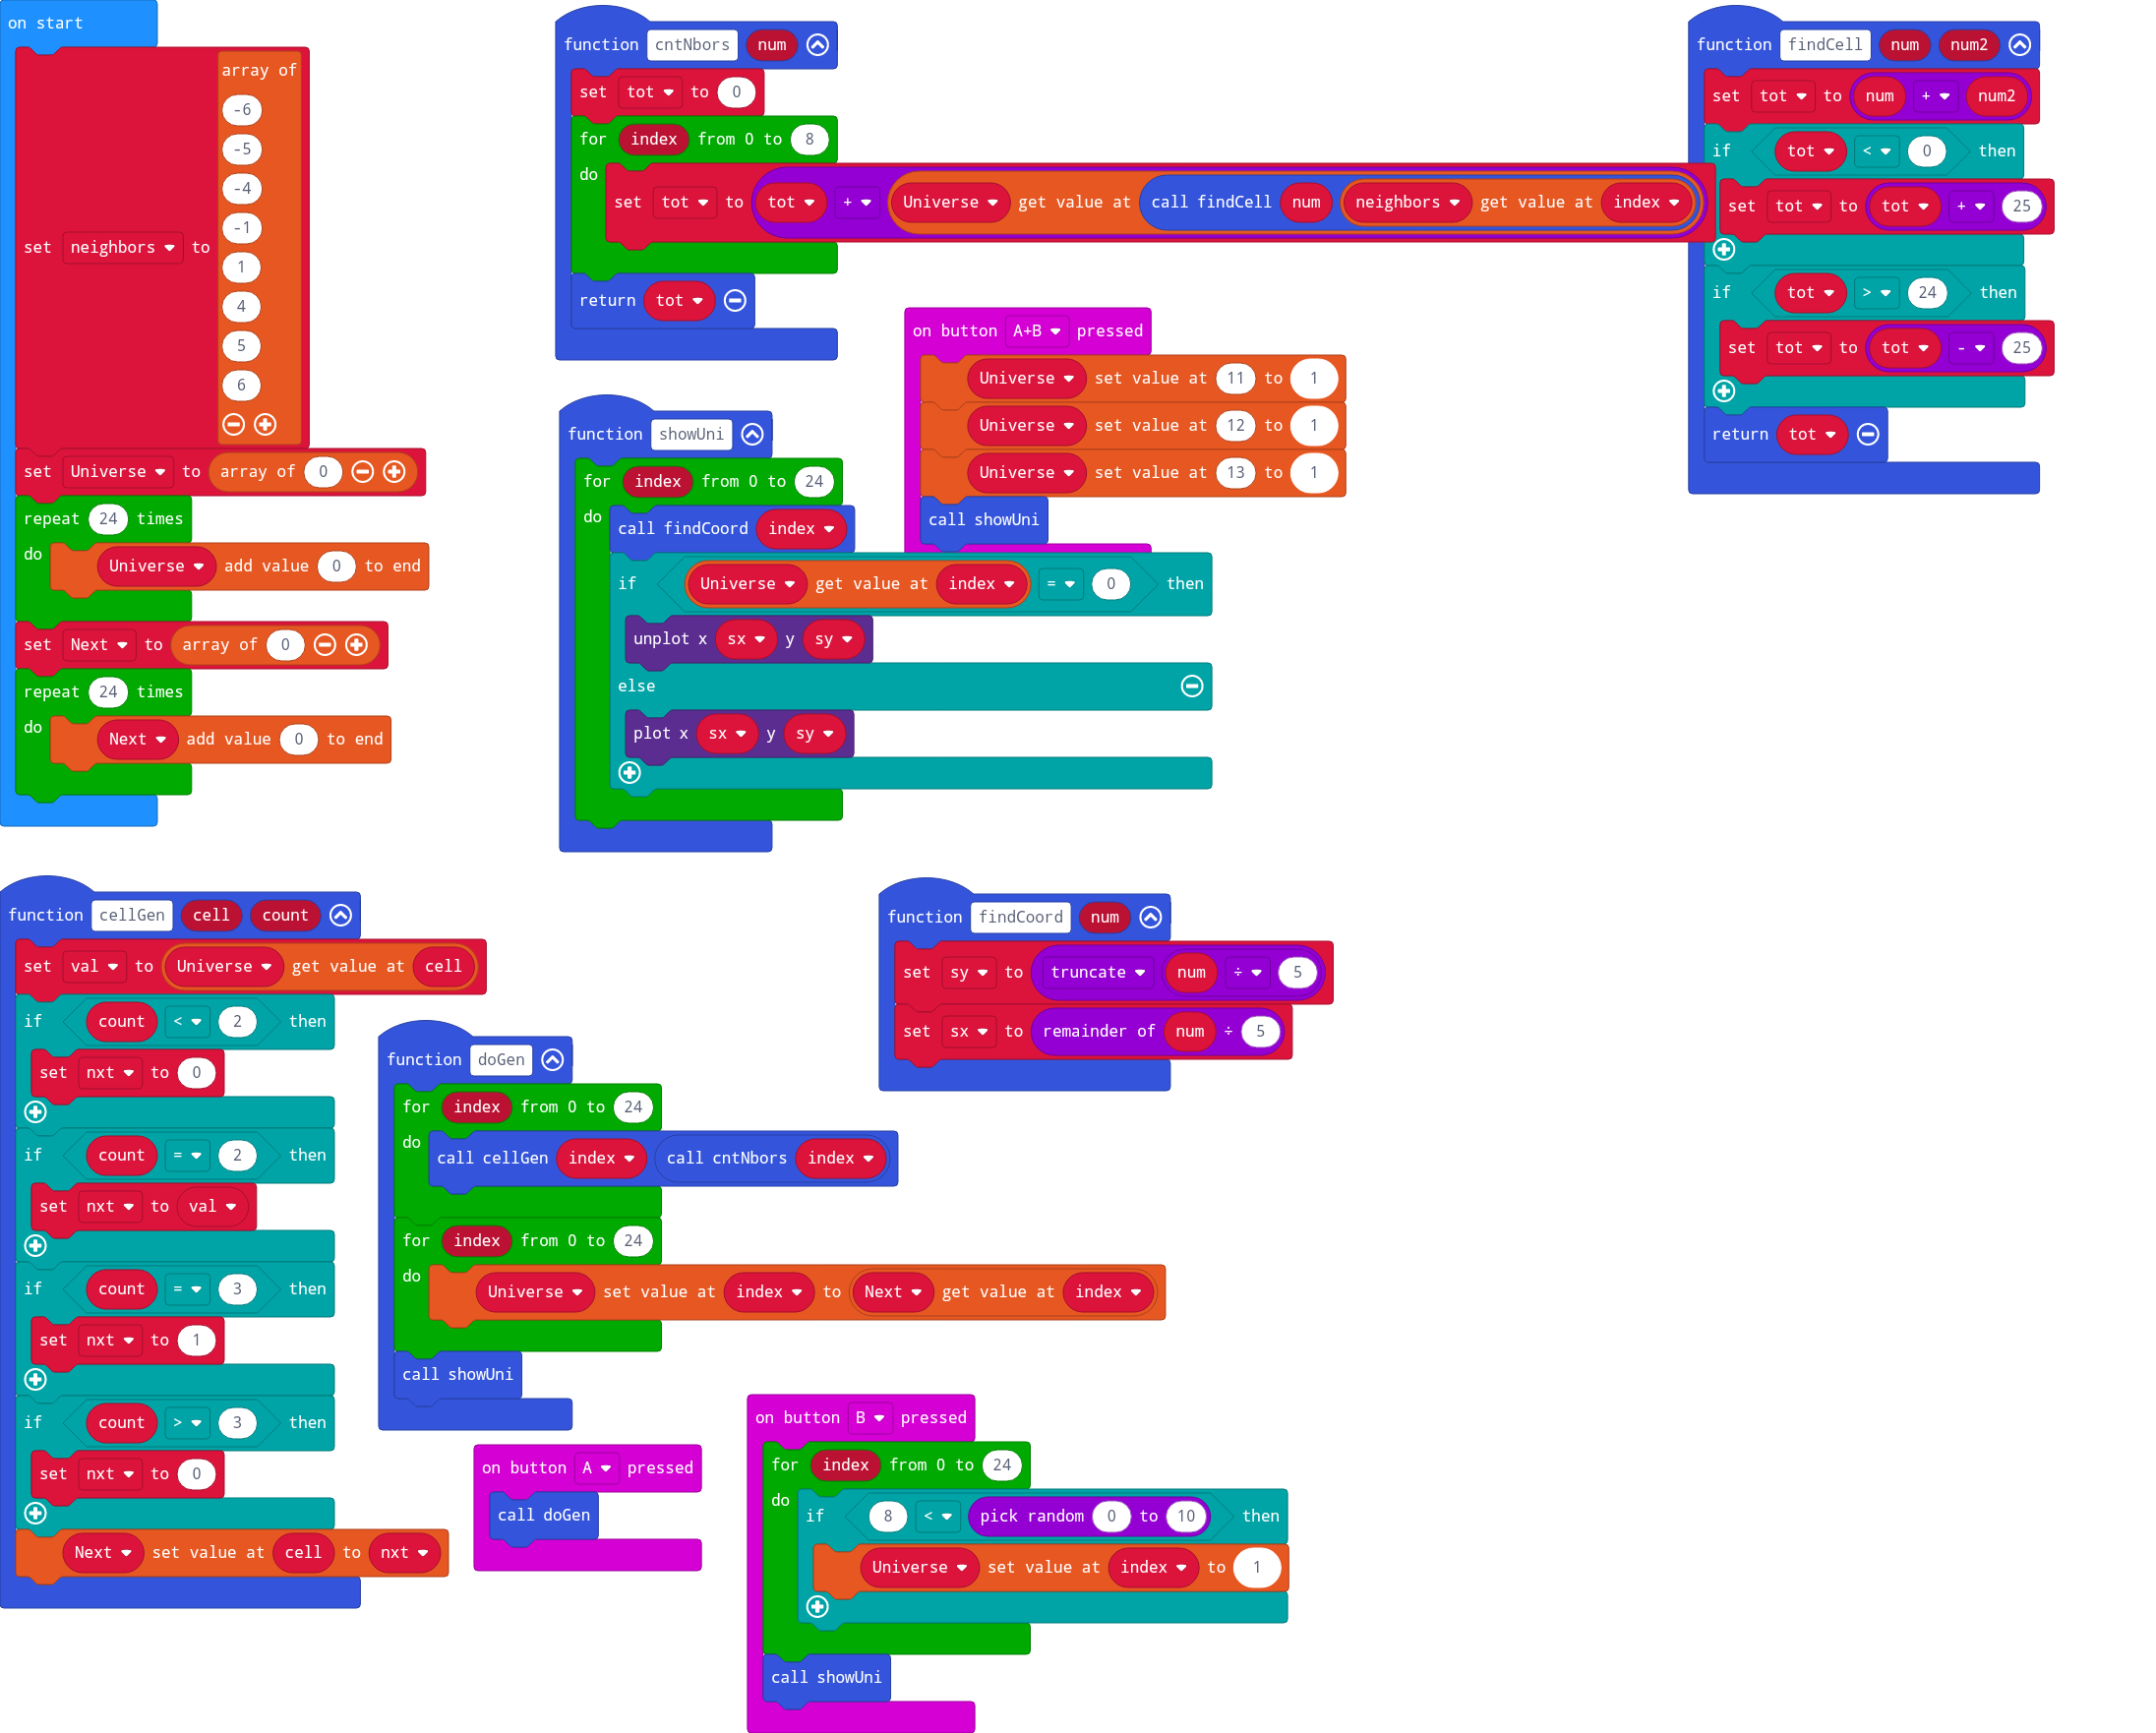 on start
set neighbors to array of
-6
-5
-4
-1
1
4
5
6
set Universe to array of 0
repeat 24 times
do Universe add value 0 to end
set Next to array of 0
repeat 24 times
do Next add value 0 to end
function cntNbors num
set tot to 0
for index from 0 to 8
do set tot to tot + Universe get value at call findCell num neighbors get value at index
return tot
function findCell num num2
set tot to num + num2
if tot < 0 then
set tot to tot + 25
if tot > 24 then
set tot to tot - 25
return tot
on button A+B pressed
Universe set value at 11 to 1
Universe set value at 12 to 1
Universe set value at 13 to 1
call showUni
function showUni
for index from 0 to 24
do call findCoord index
if Universe get value at index = 0 then
unplot x sx y sy
else
plot x sx y sy
function cellGen cell count
set val to Universe get value at cell
if count < 2 then
set nxt to 0
if count = 2 then
set nxt to val
if count = 3 then
set nxt to 1
if count > 3 then
set nxt to 0
Next set value at cell to nxt
function findCoord num
set sy to truncate num ÷ 5
set sx to remainder of num ÷ 5
function doGen
for index from 0 to 24
do call cellGen index call cntNbors index
for index from 0 to 24
do Universe set value at index to Next get value at index
call showUni
on button A pressed
call doGen
on button B pressed
for index from 0 to 24
do if 8 < pick random 0 to 10 then
Universe set value at index to 1
call showUni